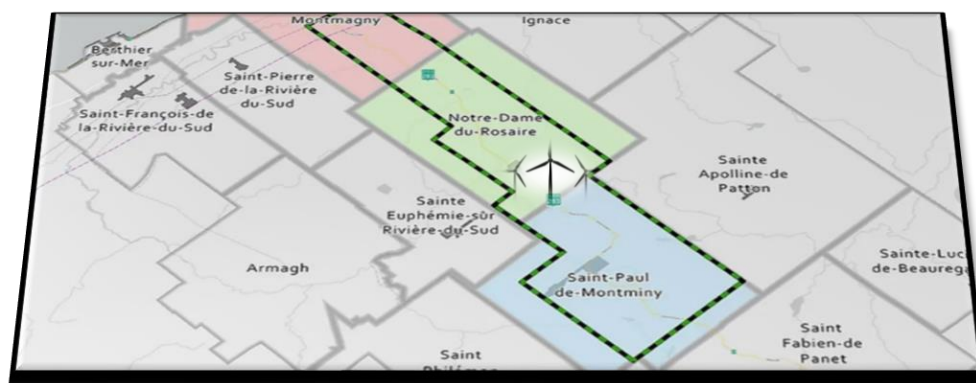 Montmagny
Ignace
Berthier
sur-Mer
Saint-Pierre
de-la-Rivière
du-Sud
Saint-François-de
la-Rivière-du-Sud
Notre-Dame
du-Rosaire
Sainte
Apolline-de
Patton
Sainte
Euphémie-sur
Rivière-du-Sud
Sainte-Luc
de-Beaureg
Armagh
Saint-Paul
de-Montminy
Saint
Fabien-de
Panet
Saint